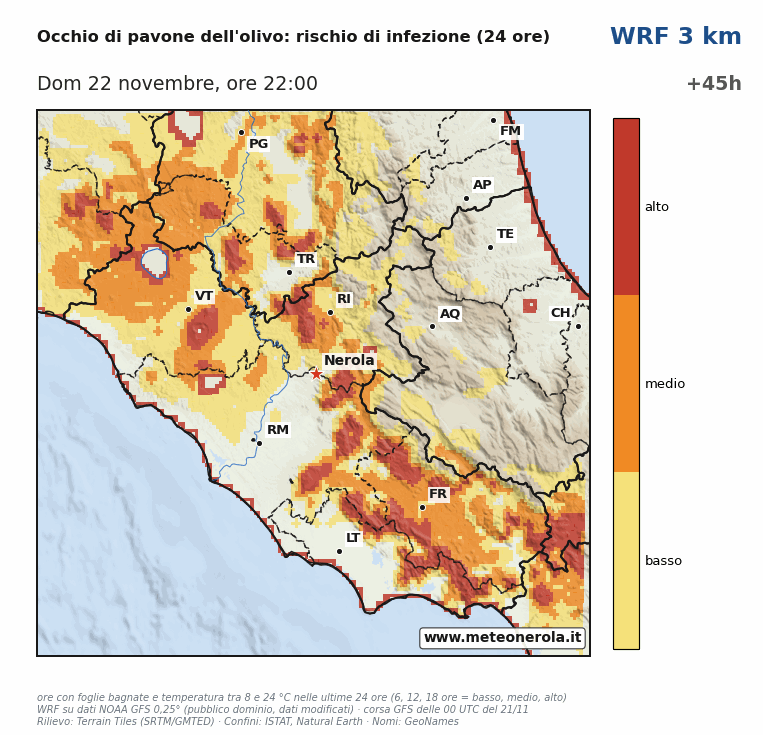 Occhio di pavone dell'olivo: rischio di infezione (24 ore)
WRF 3 km
Dom 22 novembre, ore 22:00
+45h
FM
PG
AP
TE
TR
RI
VT
AQ
CH
Nerola
RM
FR
LT
www.meteonerola.it
alto
medio
basso
ore con foglie bagnate e temperatura tra 8 e 24 °C nelle ultime 24 ore (6, 12, 18 ore = basso, medio, alto)
WRF su dati NOAA GFS 0,25° (pubblico dominio, dati modificati) · corsa GFS delle 00 UTC del 21/11
Rilievo: Terrain Tiles (SRTM/GMTED) · Confini: ISTAT, Natural Earth · Nomi: GeoNames